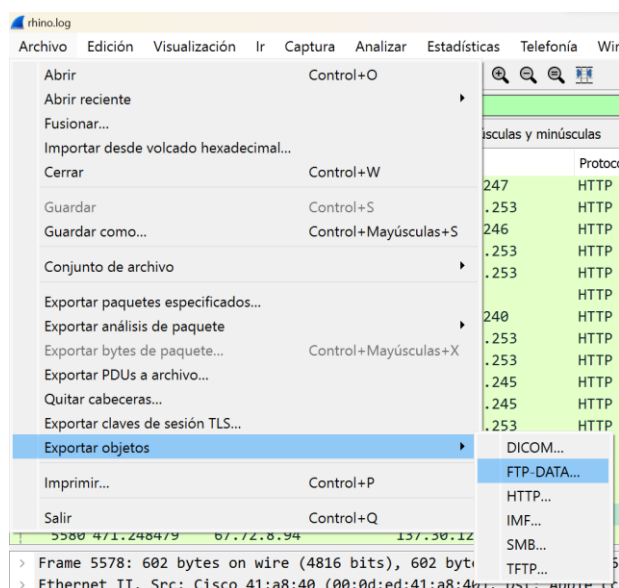 rhino.log
Archivo Edición Visualización Ir Captura Analizar Estadísticas Telefonía
Abrir Control+O
Abrir reciente
Fusionar...
Importar desde volcado hexadecimal...
Cerrar Control+W
Guardar Control+S
Guardar como... Control+Mayúsculas+S
Conjunto de archivo
Exportar paquetes especificados...
Exportar análisis de paquete
Exportar bytes de paquete... Control+Mayúsculas+X
Exportar PDUs a archivo...
Quitar cabeceras...
Exportar claves de sesión TLS...
Exportar objetos
Imprimir... Control+P
Salir Control+Q
DICOM...
FTP-DATA...
HTTP...
IMF...
SMB...
TFTP...
y minúsculas
247 HTTP
.253 HTTP
246 HTTP
.253 HTTP
.253 HTTP
HTTP
240 HTTP
.253 HTTP
.253 HTTP
.245 HTTP
.245 HTTP
.253 HTTP
5580 471.248479 67.72.8.94 137.30.12
Frame 5578: 602 bytes on wire (4816 bits), 602
Ethernet II, Src: Cisco 41:a8:40 (00:0d:ed:41:a8:40), Dst: Apple